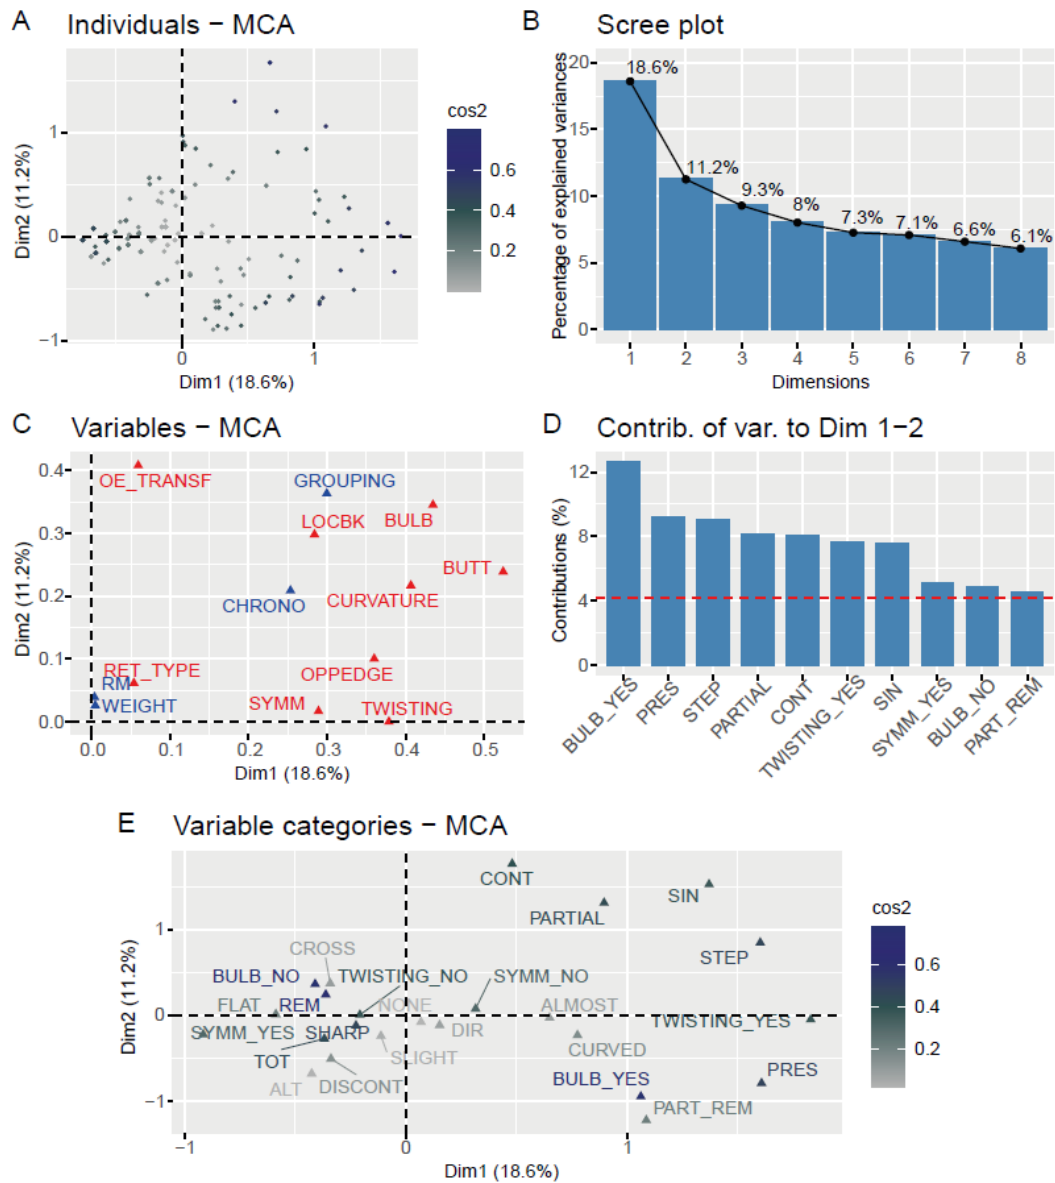 A Individuals − MCA
1
0
−1
0
1
Dim2 (11.2%)
Dim1 (18.6%)
cos2
0.6
0.4
0.2
B Scree plot
20
15
10
5
0
Percentage of explained variances
18.6%
11.2%
9.3%
8%
7.3%
7.1%
6.6%
6.1%
1 2 3 4 5 6 7 8
Dimensions
C Variables − MCA
0.4
0.3
0.2
0.1
0.0
Dim2 (11.2%)
OE_TRANSF
GROUPING
LOCBK
BULB
BUTT
CHRONO
CURVATURE
RET_TYPE
OPPEDGE
RM
WEIGHT
SYMM
TWISTING
0.0 0.1 0.2 0.3 0.4 0.5
Dim1 (18.6%)
D Contrib. of var. to Dim 1−2
12
8
4
0
Contributions (%)
BULB_YES
PRES
STEP
PARTIAL
CONT
TWISTING_YES
SIN
SYMM_YES
BULB_NO
PART_REM
E Variable categories − MCA
1
0
−1
Dim2 (11.2%)
CONT
SIN
PARTIAL
STEP
CROSS
BULB_NO
TWISTING_NO
SYMM_NO
FLAT
REM
NONE
ALMOST
SYMM_YES
SHARP
DIR
TWISTING_YES
TOT
SLIGHT
CURVED
ALT
DISCONT
BULB_YES
PRES
PART_REM
−1 0 1
Dim1 (18.6%)
cos2
0.6
0.4
0.2